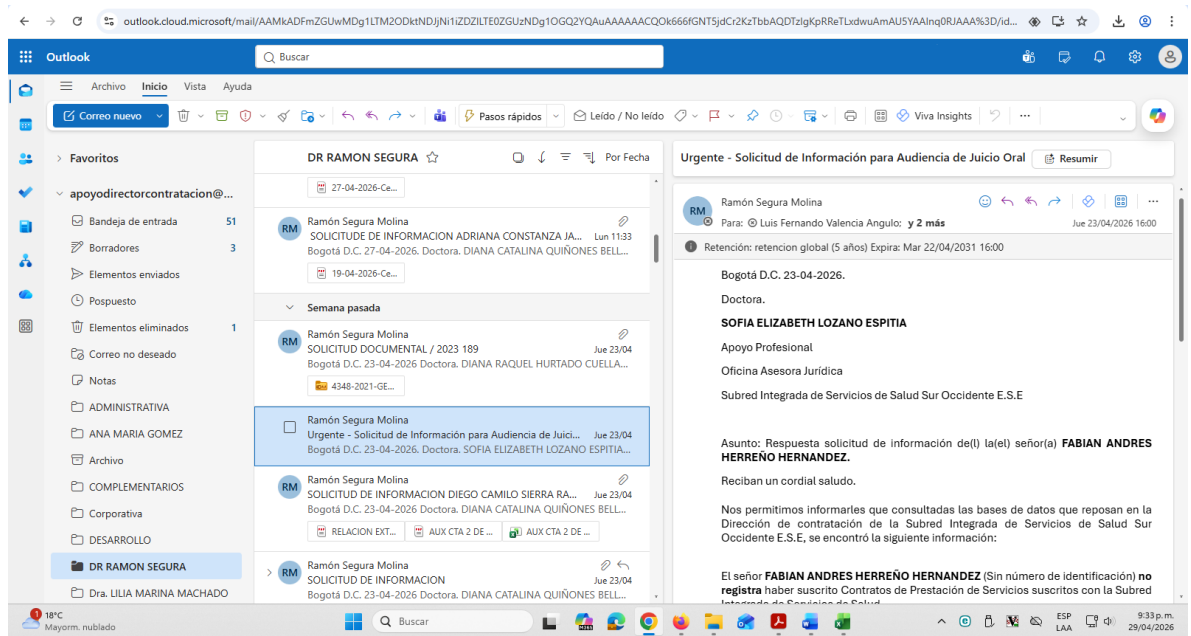 outlook.cloud.microsoft/mail/AAMkADFmZGUwMDg1LTM2ODktNDJjNi1iZDZlLTE0ZGUzNDg1OGQ2YQAuAAAAAACQOk666fGNT5jdCr2KzTbbAQDTzlgKpRReTLxdwuAmAU5YAAInq0RJAAA%3D/id...
Outlook
Buscar
Archivo Inicio Vista Ayuda
Correo nuevo
Pasos rápidos
Leído / No leído
Viva Insights
Favoritos
apoyodirectorcontratacion@...
Bandeja de entrada 51
Borradores 3
Elementos enviados
Pospuesto
Elementos eliminados 1
Correo no deseado
Notas
ADMINISTRATIVA
ANA MARIA GOMEZ
Archivo
COMPLEMENTARIOS
Corporativa
DESARROLLO
DR RAMON SEGURA
Dra. LILIA MARINA MACHADO
DR RAMON SEGURA
Por Fecha
27-04-2026-Ce...
RM
Ramón Segura Molina
SOLICITUDE DE INFORMACION ADRIANA CONSTANZA JA... Lun 11:33
Bogotá D.C. 27-04-2026. Doctora. DIANA CATALINA QUIÑONES BELL...
19-04-2026-Ce...
Semana pasada
RM
Ramón Segura Molina
SOLICITUD DOCUMENTAL / 2023 189 Jue 23/04
Bogotá D.C. 23-04-2026 Doctora. DIANA RAQUEL HURTADO CUELLA...
4348-2021-GE...
Ramón Segura Molina
Urgente - Solicitud de Información para Audiencia de Juici... Jue 23/04
Bogotá D.C. 23-04-2026. Doctora. SOFIA ELIZABETH LOZANO ESPITIA...
RM
Ramón Segura Molina
SOLICITUD DE INFORMACION DIEGO CAMILO SIERRA RA... Jue 23/04
Bogotá D.C. 23-04-2026 Doctora. DIANA CATALINA QUIÑONES BELL...
RELACION EXT... AUX CTA 2 DE ... AUX CTA 2 DE ...
RM
Ramón Segura Molina
SOLICITUD DE INFORMACION Jue 23/04
Bogotá D.C. 23-04-2026 Doctora. DIANA CATALINA QUIÑONES BELL...
Urgente - Solicitud de Información para Audiencia de Juicio Oral
Resumir
RM
Ramón Segura Molina
Para: Luis Fernando Valencia Angulo; y 2 más Jue 23/04/2026 16:00
Retención: retencion global (5 años) Expira: Mar 22/04/2031 16:00
Bogotá D.C. 23-04-2026.
Doctora.
SOFIA ELIZABETH LOZANO ESPITIA
Apoyo Profesional
Oficina Asesora Jurídica
Subred Integrada de Servicios de Salud Sur Occidente E.S.E
Asunto: Respuesta solicitud de información de(l) la(el) señor(a) FABIAN ANDRES
HERREÑO HERNANDEZ.
Reciban un cordial saludo.
Nos permitimos informarles que consultadas las bases de datos que reposan en la
Dirección de contratación de la Subred Integrada de Servicios de Salud Sur
Occidente E.S.E, se encontró la siguiente información:
El señor FABIAN ANDRES HERREÑO HERNANDEZ (Sin número de identificación) no
registra haber suscrito Contratos de Prestación de Servicios suscritos con la Subred
Integrada de Servicios de Salud
1
18°C
Mayorm. nublado
Buscar
ESP
LAA
9:33 p. m.
29/04/2026